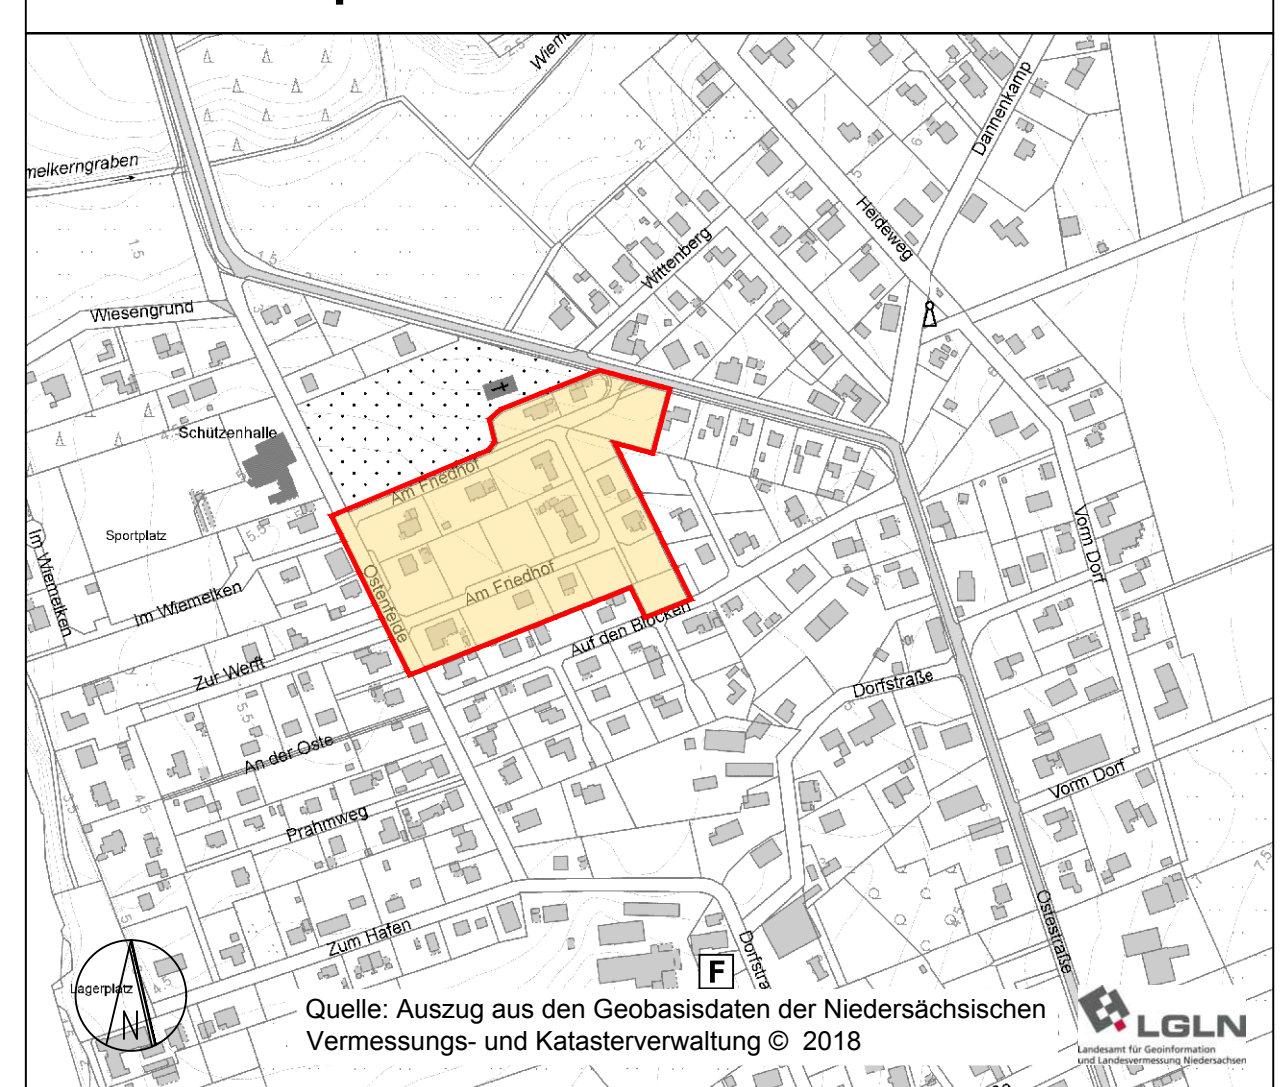 Wiem
Dannenkamp
melkerngraben
Heideweg
Wittenberg
Wiesengrund
Schützenhalle
Am Friedhof
Sportplatz
Im Wiemelken
Im Wiemelken
Ostenfelde
Am Friedhof
Vorm Dorf
Auf den Blöcken
Zur Werft
Dorfstraße
An der Oste
Vorm Dorf
Prahmweg
Zum Hafen
Ostestraße
Dorfstra
F
Lagerplatz
N
Quelle: Auszug aus den Geobasisdaten der Niedersächsischen
Vermessungs- und Katasterverwaltung © 2018
LGLN
Landesamt für Geoinformation
und Landesvermessung Niedersachsen